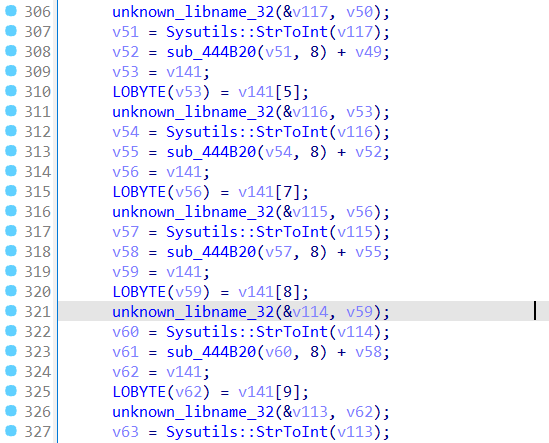 306 unknown_libname_32(&v117, v50);
307 v51 = Sysutils::StrToInt(v117);
308 v52 = sub_444B20(v51, 8) + v49;
309 v53 = v141;
310 LOBYTE(v53) = v141[5];
311 unknown_libname_32(&v116, v53);
312 v54 = Sysutils::StrToInt(v116);
313 v55 = sub_444B20(v54, 8) + v52;
314 v56 = v141;
315 LOBYTE(v56) = v141[7];
316 unknown_libname_32(&v115, v56);
317 v57 = Sysutils::StrToInt(v115);
318 v58 = sub_444B20(v57, 8) + v55;
319 v59 = v141;
320 LOBYTE(v59) = v141[8];
321 unknown_libname_32(&v114, v59);
322 v60 = Sysutils::StrToInt(v114);
323 v61 = sub_444B20(v60, 8) + v58;
324 v62 = v141;
325 LOBYTE(v62) = v141[9];
326 unknown_libname_32(&v113, v62);
327 v63 = Sysutils::StrToInt(v113);